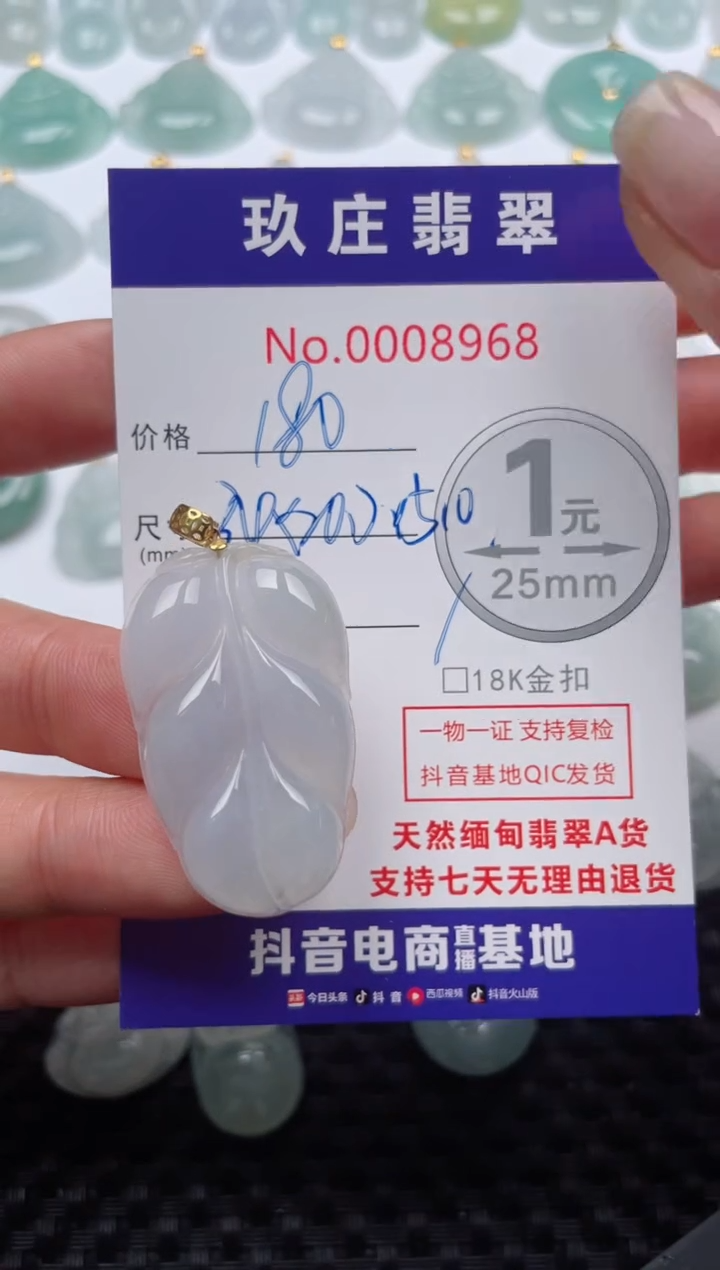 玖庄翡翠
No.0008968
价格 180
尺
(mm
1元
25mm
□18K金扣
一物一证 支持复检
抖音基地QIC发货
天然缅甸翡翠A货
支持七天无理由退货
抖音电商直播基地
头条 今日头条 抖音 西瓜视频 抖音火山版